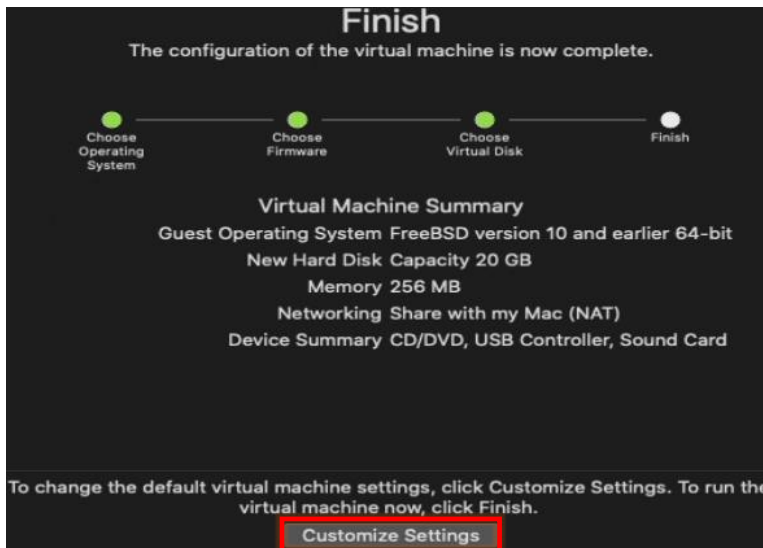 Finish
The configuration of the virtual machine is now complete.
Choose
Operating
System
Choose
Firmware
Choose
Virtual Disk
Finish
Virtual Machine Summary
Guest Operating System FreeBSD version 10 and earlier 64-bit
New Hard Disk Capacity 20 GB
Memory 256 MB
Networking Share with my Mac (NAT)
Device Summary CD/DVD, USB Controller, Sound Card
To change the default virtual machine settings, click Customize Settings. To run the
virtual machine now, click Finish.
Customize Settings